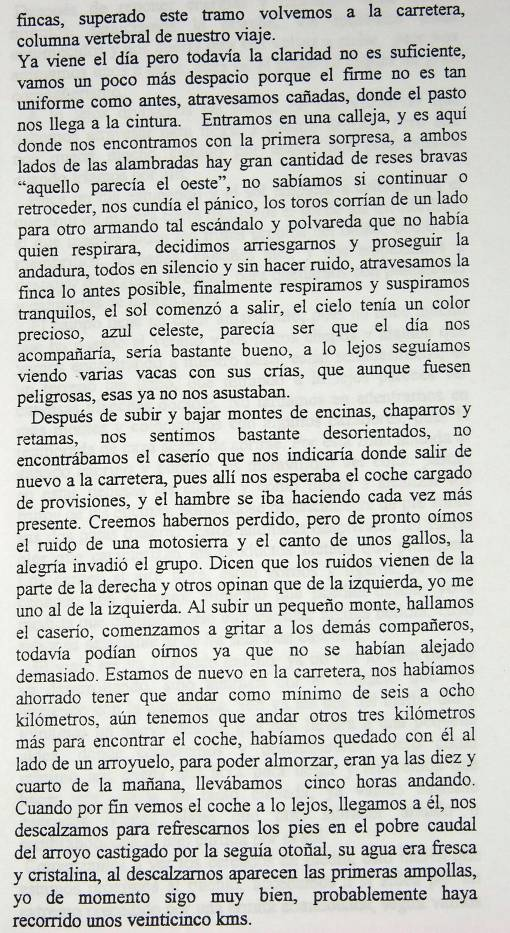 fincas, superado este tramo volvemos a la carretera,
columna vertebral de nuestro viaje.
Ya viene el día pero todavía la claridad no es suficiente,
vamos un poco más despacio porque el firme no es tan
uniforme como antes, atravesamos cañadas, donde el pasto
nos llega a la cintura. Entramos en una calleja, y es aquí
donde nos encontramos con la primera sorpresa, a ambos
lados de las alambradas hay gran cantidad de reses bravas
“aquello parecía el oeste”, no sabíamos si continuar o
retroceder, nos cundía el pánico, los toros corrían de un lado
para otro armando tal escándalo y polvareda que no había
quien respirara, decidimos arriesgarnos y proseguir la
andadura, todos en silencio y sin hacer ruido, atravesamos la
finca lo antes posible, finalmente respiramos y suspiramos
tranquilos, el sol comenzó a salir, el cielo tenía un color
precioso, azul celeste, parecía ser que el día nos
acompañaría, sería bastante bueno, a lo lejos seguíamos
viendo varias vacas con sus crías, que aunque fuesen
peligrosas, esas ya no nos asustaban.
Después de subir y bajar montes de encinas, chaparros y
retamas, nos sentimos bastante desorientados, no
encontrábamos el caserío que nos indicaría donde salir de
nuevo a la carretera, pues allí nos esperaba el coche cargado
de provisiones, y el hambre se iba haciendo cada vez más
presente. Creemos habernos perdido, pero de pronto oímos
el ruido de una motosierra y el canto de unos gallos, la
alegría invadió el grupo. Dicen que los ruidos vienen de la
parte de la derecha y otros opinan que de la izquierda, yo me
uno al de la izquierda. Al subir un pequeño monte, hallamos
el caserío, comenzamos a gritar a los demás compañeros,
todavía podían oírnos ya que no se habían alejado
demasiado. Estamos de nuevo en la carretera, nos habíamos
ahorrado tener que andar como mínimo de seis a ocho
kilómetros, aún tenemos que andar otros tres kilómetros
más para encontrar el coche, habíamos quedado con él al
lado de un arroyuelo, para poder almorzar, eran ya las diez y
cuarto de la mañana, llevábamos cinco horas andando.
Cuando por fin vemos el coche a lo lejos, llegamos a él, nos
descalzamos para refrescarnos los pies en el pobre caudal
del arroyo castigado por la seguía otoñal, su agua era fresca
y cristalina, al descalzarnos aparecen las primeras ampollas,
yo de momento sigo muy bien, probablemente haya
recorrido unos veinticinco kms.